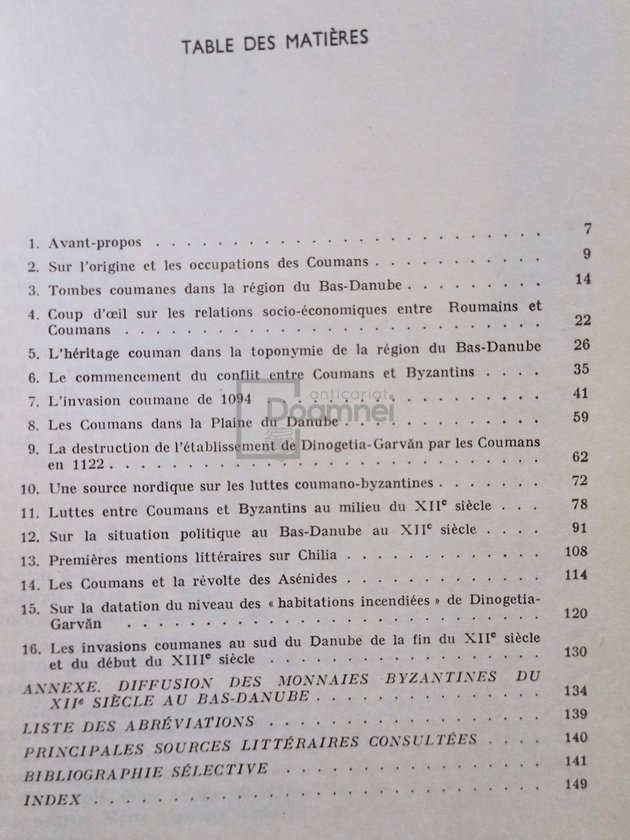 TABLE DES MATIÈRES
1. Avant-propos . . . . . . . . . . . . . . . . . . . . 7
2. Sur l'origine et les occupations des Coumans . . . . . . . . 9
3. Tombes coumanes dans la région du Bas-Danube . . . . . . . 14
4. Coup d'œil sur les relations socio-économiques entre Roumains et
Coumans . . . . . . . . . . . . . . . . . . . . 22
5. L'héritage couman dans la toponymie de la région du Bas-Danube 26
6. Le commencement du conflit entre Coumans et Byzantins . . . . 35
7. L'invasion coumane de 1094 . . . . . . . . . . . . . 41
anticariat
Doamnei
8. Les Coumans dans la Plaine du Danube . . . . . . . . . . 59
9. La destruction de l'établissement de Dinogetia-Garvăn par les Coumans
en 1122 . . . . . . . . . . . . . . . . . . . . 62
10. Une source nordique sur les luttes coumano-byzantines . . . . . 72
11. Luttes entre Coumans et Byzantins au milieu du XIIe siècle . . . 78
12. Sur la situation politique au Bas-Danube au XIIe siècle . . . . 91
13. Premières mentions littéraires sur Chilia . . . . . . . . . . 108
14. Les Coumans et la révolte des Asénides . . . . . . . . . . 114
15. Sur la datation du niveau des « habitations incendiées » de Dinogetia-
Garvăn . . . . . . . . . . . . . . . . . . . . 120
16. Les invasions coumanes au sud du Danube de la fin du XIIe siècle
et du début du XIIIe siècle . . . . . . . . . . . . . . 130
ANNEXE. DIFFUSION DES MONNAIES BYZANTINES DU
XIIe SIÈCLE AU BAS-DANUBE . . . . . . . . . . . . 134
LISTE DES ABRÉVIATIONS . . . . . . . . . . . . . . 139
PRINCIPALES SOURCES LITTÉRAIRES CONSULTÉES . . . . 140
BIBLIOGRAPHIE SÉLECTIVE . . . . . . . . . . . . . 141
INDEX . . . . . . . . . . . . . . . . . . . . . . 149